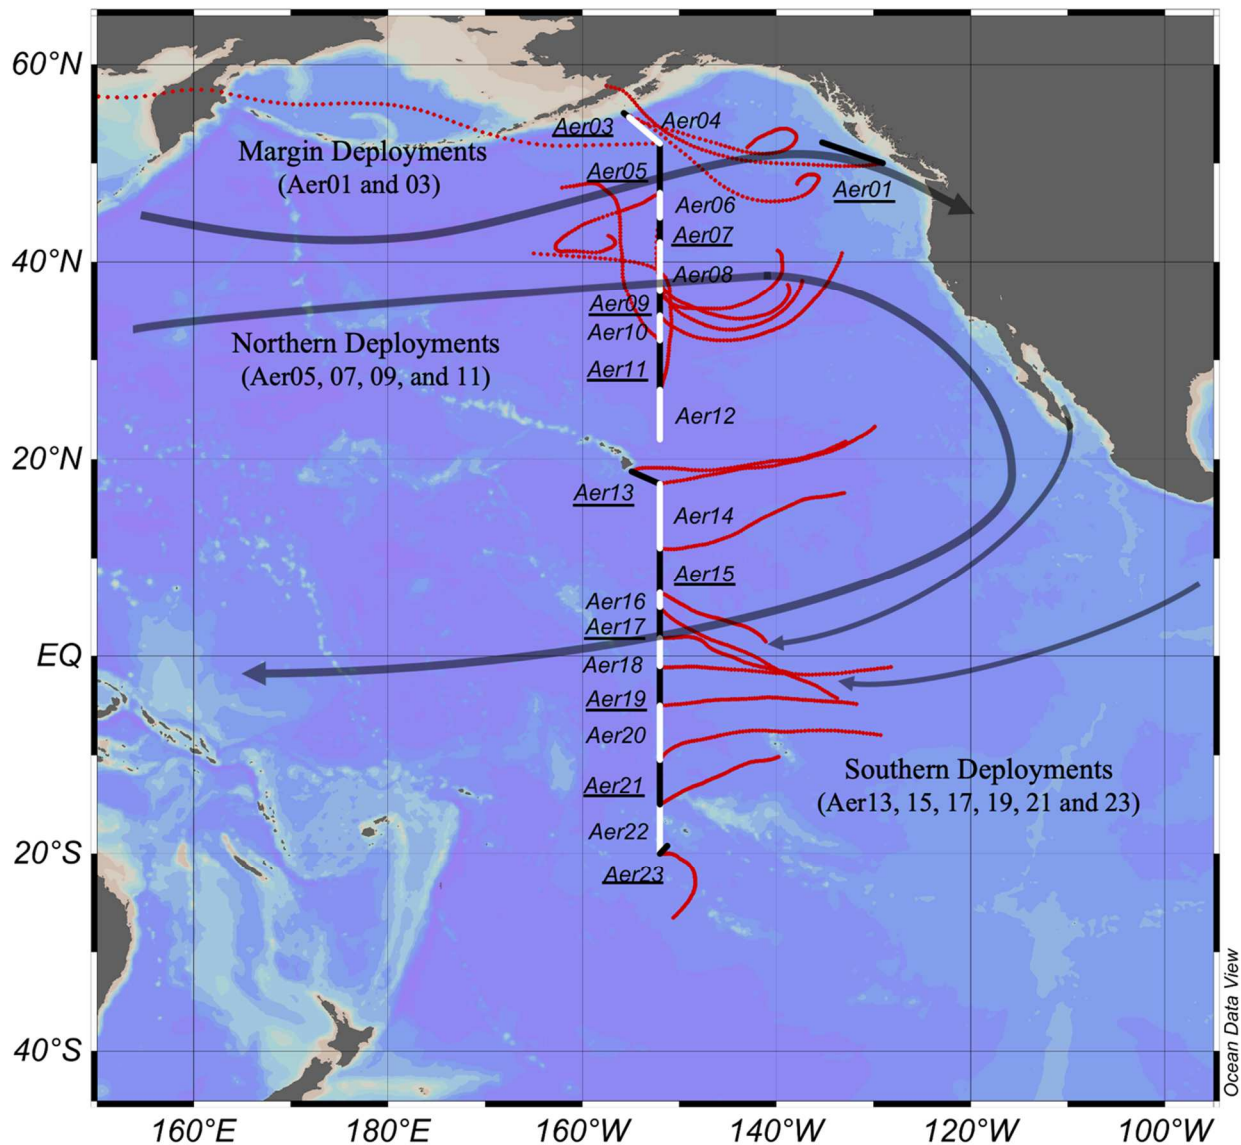 60°N
Aer03
Aer04
Margin Deployments
(Aer01 and 03)
Aer05
Aer01
Aer06
Aer07
40°N
Aer08
Aer09
Northern Deployments
Aer10
(Aer05, 07, 09, and 11)
Aer11
Aer12
20°N
Aer13
Aer14
Aer15
Aer16
Aer17
EQ
Aer18
Aer19
Aer20
Southern Deployments
Aer21
(Aer13, 15, 17, 19, 21 and 23)
Aer22
20°S
Aer23
40°S
Ocean Data View
160°E
180°E
160°W
140°W
120°W
100°W